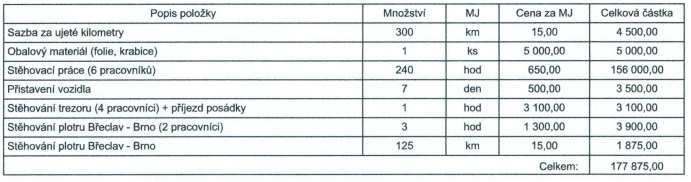 Popis položky Množství MJ Cena za MJ Celková částka
Sazba za ujeté kilometry 300 km 15,00 4 500,00
Obalový materiál (folie, krabice) 1 ks 5 000,00 5 000,00
Stěhovací práce (6 pracovníků) 240 hod 650,00 156 000,00
Přistavení vozidla 7 den 500,00 3 500,00
Stěhování trezoru (4 pracovníci) + příjezd posádky 1 hod 3 100,00 3 100,00
Stěhování plotru Břeclav - Brno (2 pracovníci) 3 hod 1 300,00 3 900,00
Stěhování plotru Břeclav - Brno 125 km 15,00 1 875,00
Celkem: 177 875,00